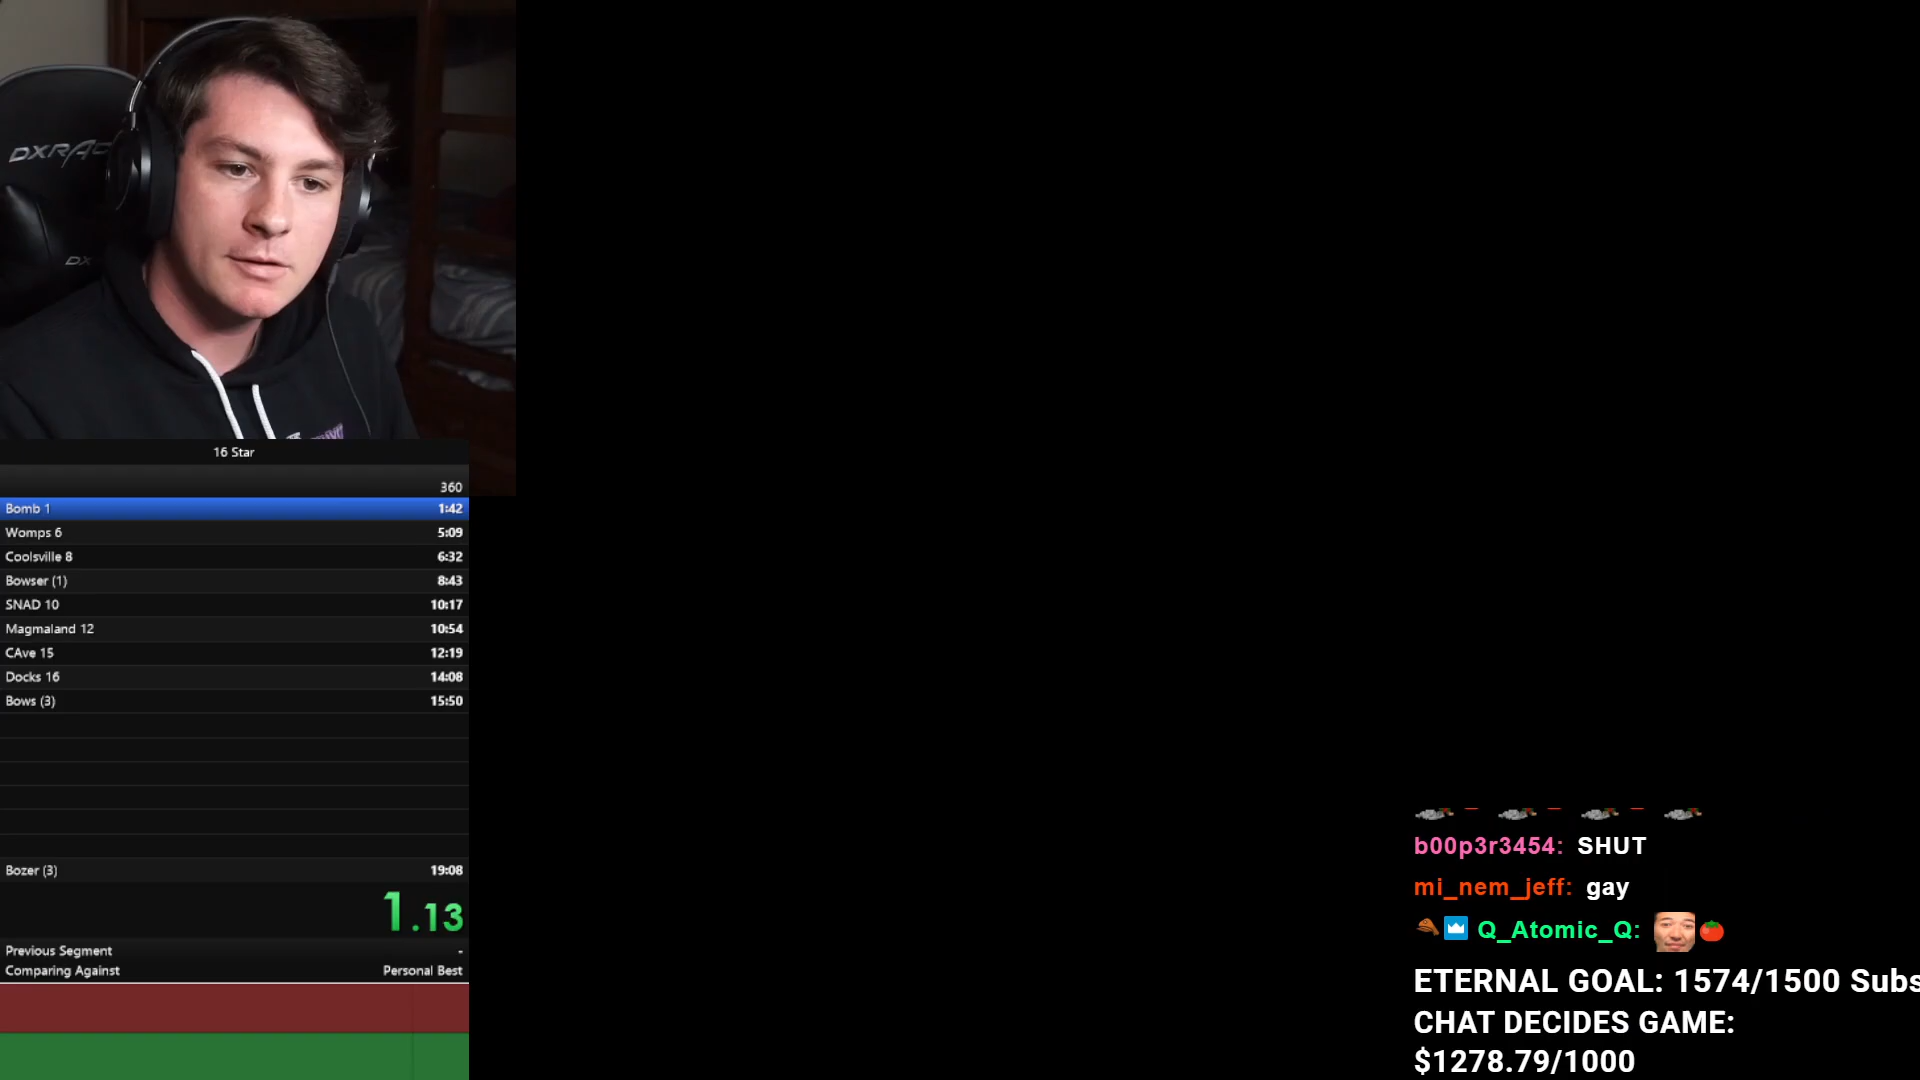 DXRAC
DX
16 Star
360
Bomb 1 1:42
Womps 6 5:09
Coolsville 8 6:32
Bowser (1) 8:43
SNAD 10 10:17
Magmaland 12 10:54
CAve 15 12:19
Docks 16 14:08
Bows (3) 15:50
Bozer (3) 19:08
1.13
Previous Segment -
Comparing Against Personal Best
b00p3r3454: SHUT
mi_nem_jeff: gay
Q_Atomic_Q:
ETERNAL GOAL: 1574/1500 Subs
CHAT DECIDES GAME:
$1278.79/1000